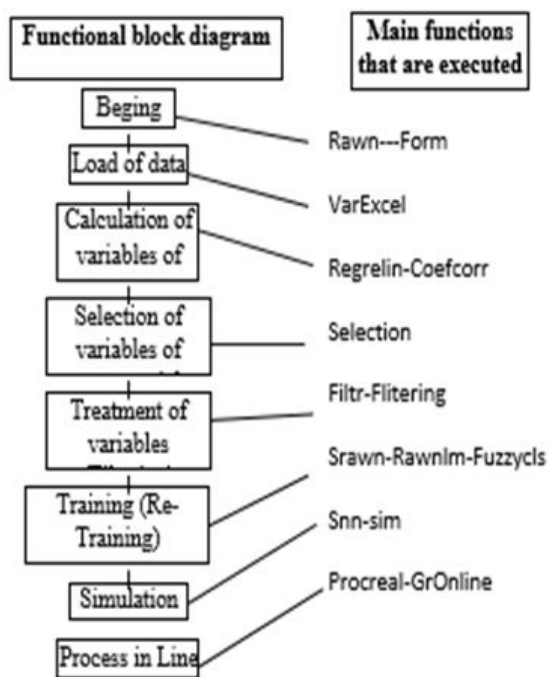 Functional block diagram
Main functions
that are executed
Beging
Rawn---Form
Load of data
VarExcel
Calculation of
variables of
Regrelin-Coefcorr
Selection of
variables of
Selection
Treatment of
variables
Filtr-Flitering
Training (Re-
Training)
Srawn-Rawnlm-Fuzzycls
Simulation
Snn-sim
Process in Line
Procreal-GrOnline